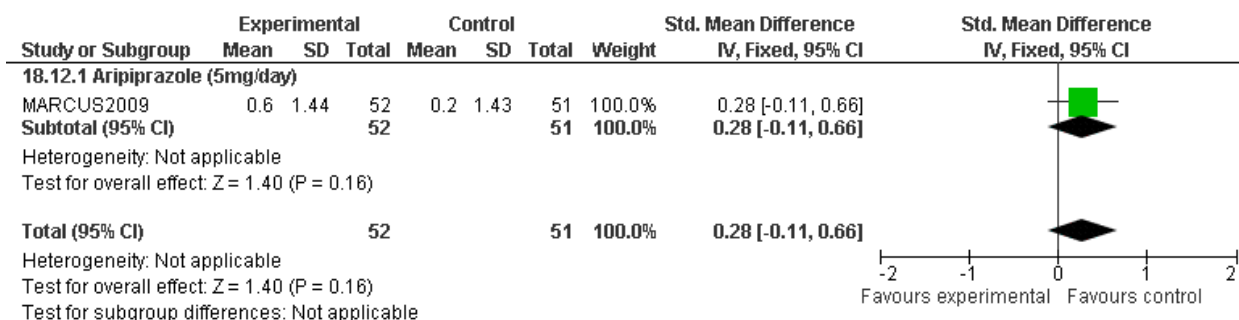 Experimental Control Std. Mean Difference Std. Mean Difference
Study or Subgroup Mean SD Total Mean SD Total Weight IV, Fixed, 95% CI IV, Fixed, 95% CI
18.12.1 Aripiprazole (5mg/day)
MARCUS2009 0.6 1.44 52 0.2 1.43 51 100.0% 0.28 [-0.11, 0.66]
Subtotal (95% CI) 52 51 100.0% 0.28 [-0.11, 0.66]
Heterogeneity: Not applicable
Test for overall effect: Z = 1.40 (P = 0.16)
Total (95% CI) 52 51 100.0% 0.28 [-0.11, 0.66]
Heterogeneity: Not applicable
Test for overall effect: Z = 1.40 (P = 0.16)
Test for subgroup differences: Not applicable
-2 -1 0 1 2
Favours experimental Favours control